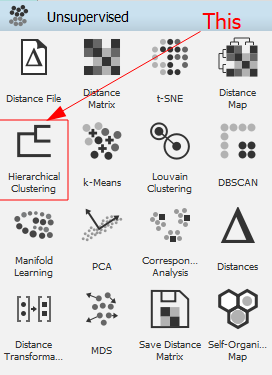 Unsupervised
This
Distance File
Distance
Matrix
t-SNE
Distance
Map
Hierarchical
Clustering
k-Means
Louvain
Clustering
DBSCAN
Manifold
Learning
PCA
Correspon...
Analysis
Distances
Distance
Transforma...
MDS
Save Distance
Matrix
Self-Organi...
Map